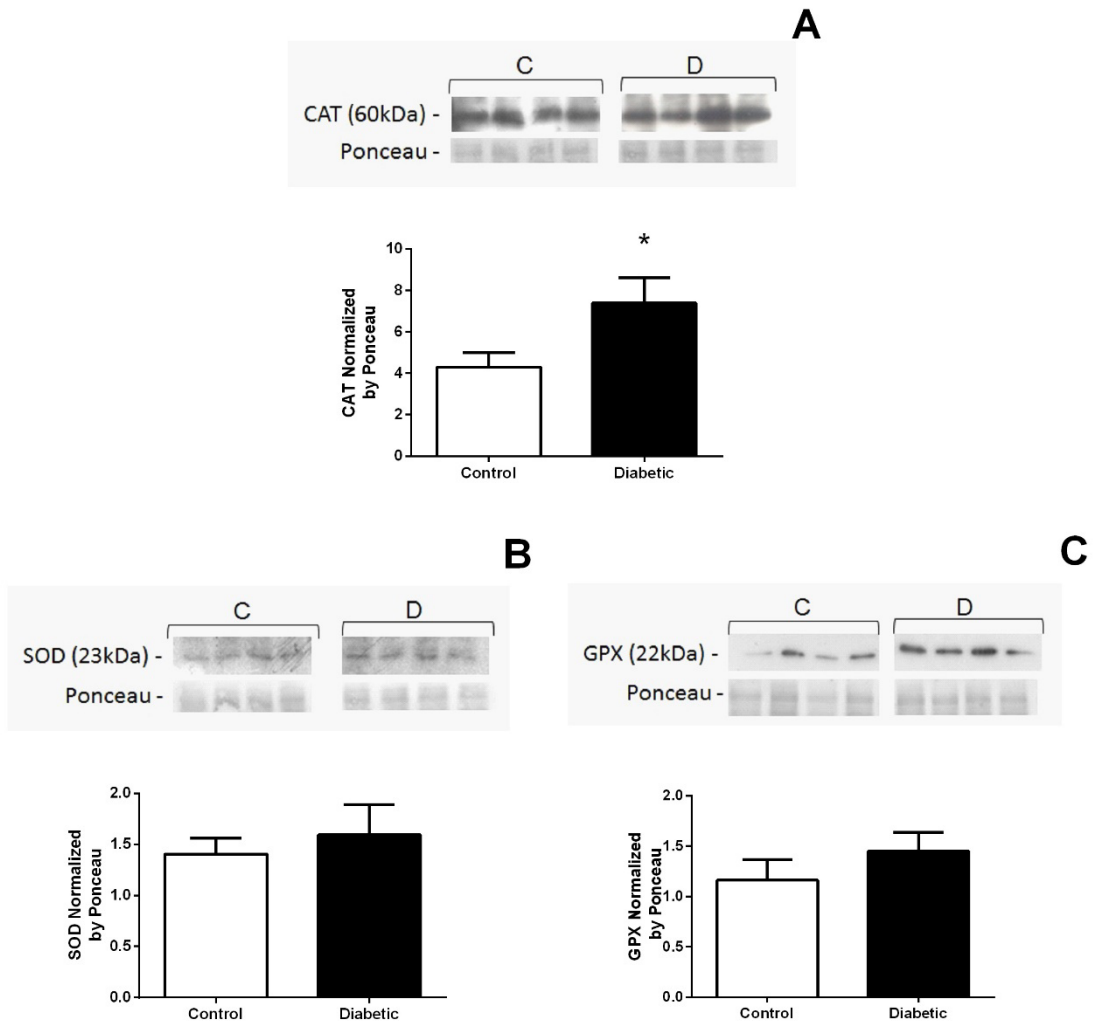 A
C D
CAT (60kDa) -
Ponceau -
*
10
8
6
4
2
0
CAT Normalized
by Ponceau
Control Diabetic
B
C D
SOD (23kDa) -
Ponceau -
2.0
1.5
1.0
0.5
0.0
SOD Normalized
by Ponceau
Control Diabetic
C
C D
GPX (22kDa) -
Ponceau -
2.0
1.5
1.0
0.5
0.0
GPX Normalized
by Ponceau
Control Diabetic